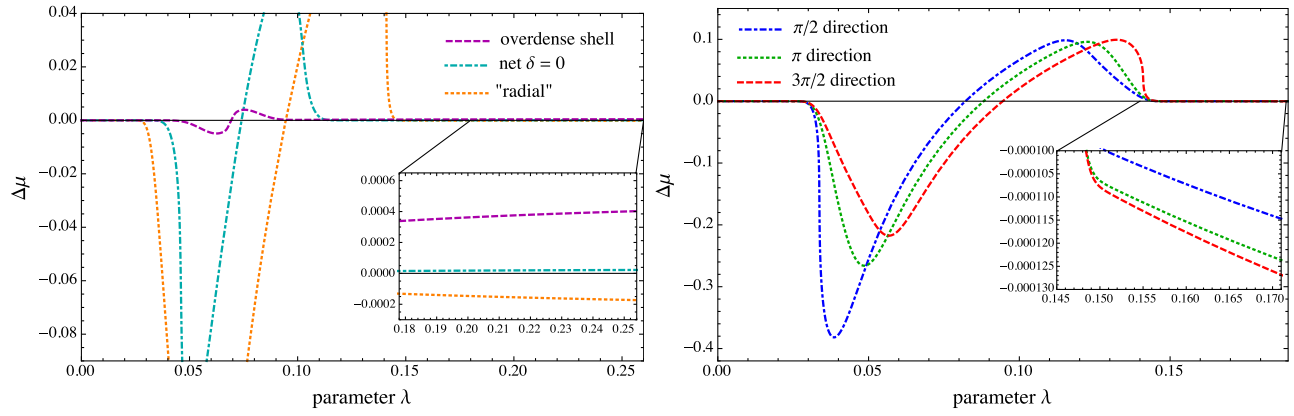 0.04
0.02
0.00
−0.02
−0.04
−0.06
−0.08
Δμ
overdense shell
net δ = 0
"radial"
0.0006
0.0004
0.0002
0.0000
−0.0002
0.18 0.19 0.20 0.21 0.22 0.23 0.24 0.25
0.00 0.05 0.10 0.15 0.20 0.25
parameter λ
0.1
0.0
−0.1
−0.2
−0.3
−0.4
Δμ
π/2 direction
π direction
3π/2 direction
−0.000100
−0.000105
−0.000110
−0.000115
−0.000120
−0.000125
−0.000130
0.145 0.150 0.155 0.160 0.165 0.170
0.00 0.05 0.10 0.15
parameter λ